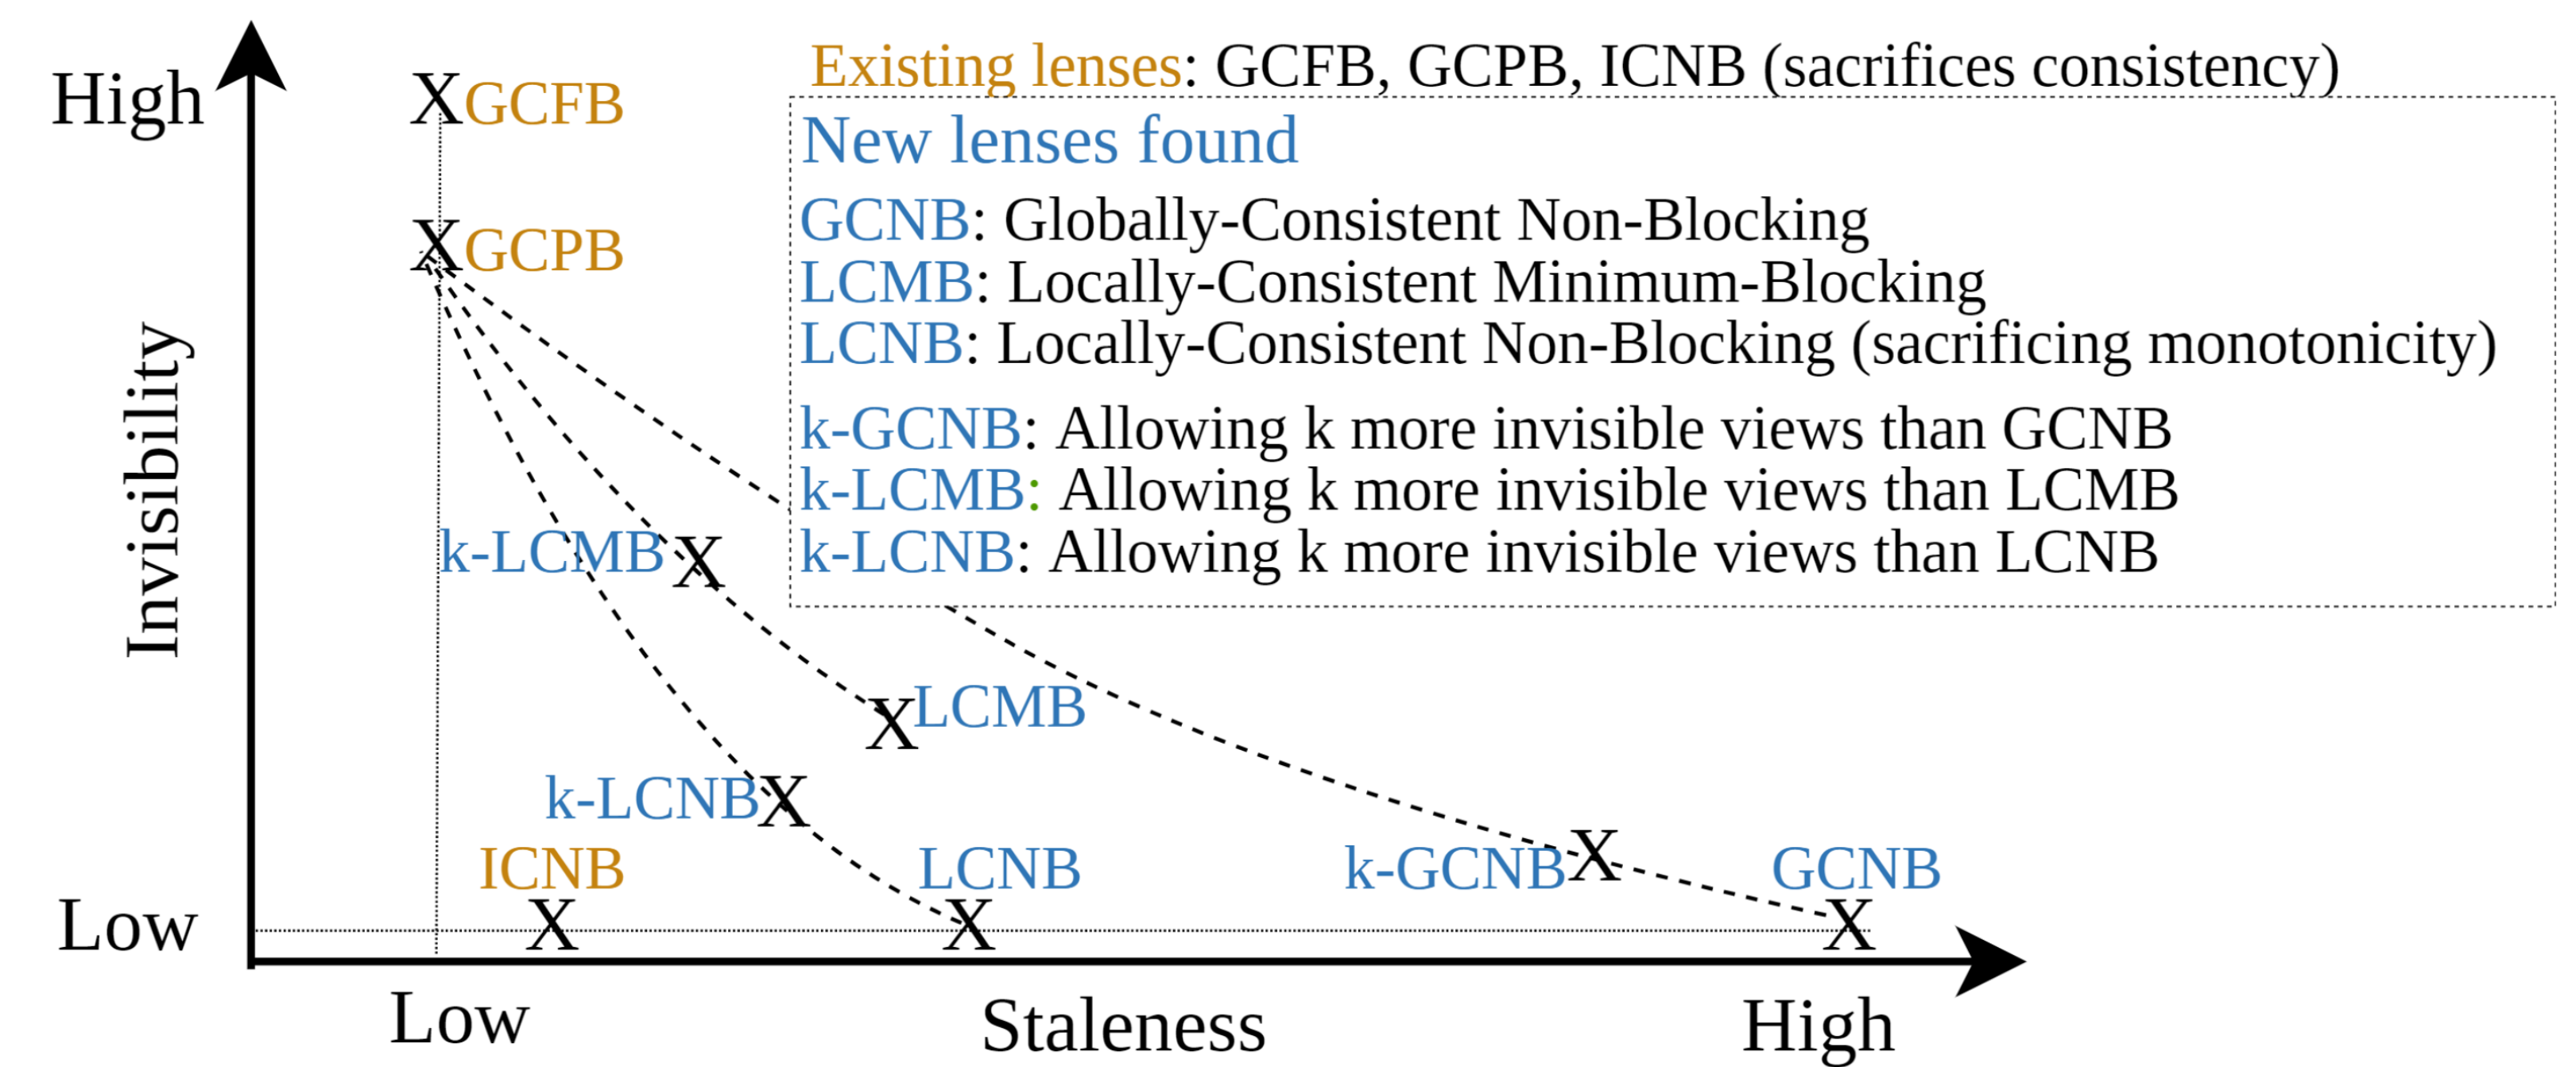 High
XGCFB
Existing lenses: GCFB, GCPB, ICNB (sacrifices consistency)
New lenses found
GCNB: Globally-Consistent Non-Blocking
LCMB: Locally-Consistent Minimum-Blocking
LCNB: Locally-Consistent Non-Blocking (sacrificing monotonicity)
k-GCNB: Allowing k more invisible views than GCNB
k-LCMB: Allowing k more invisible views than LCMB
k-LCNB: Allowing k more invisible views than LCNB
XGCPB
Invisibility
k-LCMB X
X LCMB
k-LCNB X
ICNB
X
LCNB
X
k-GCNB X
GCNB
X
Low
Low
Staleness
High